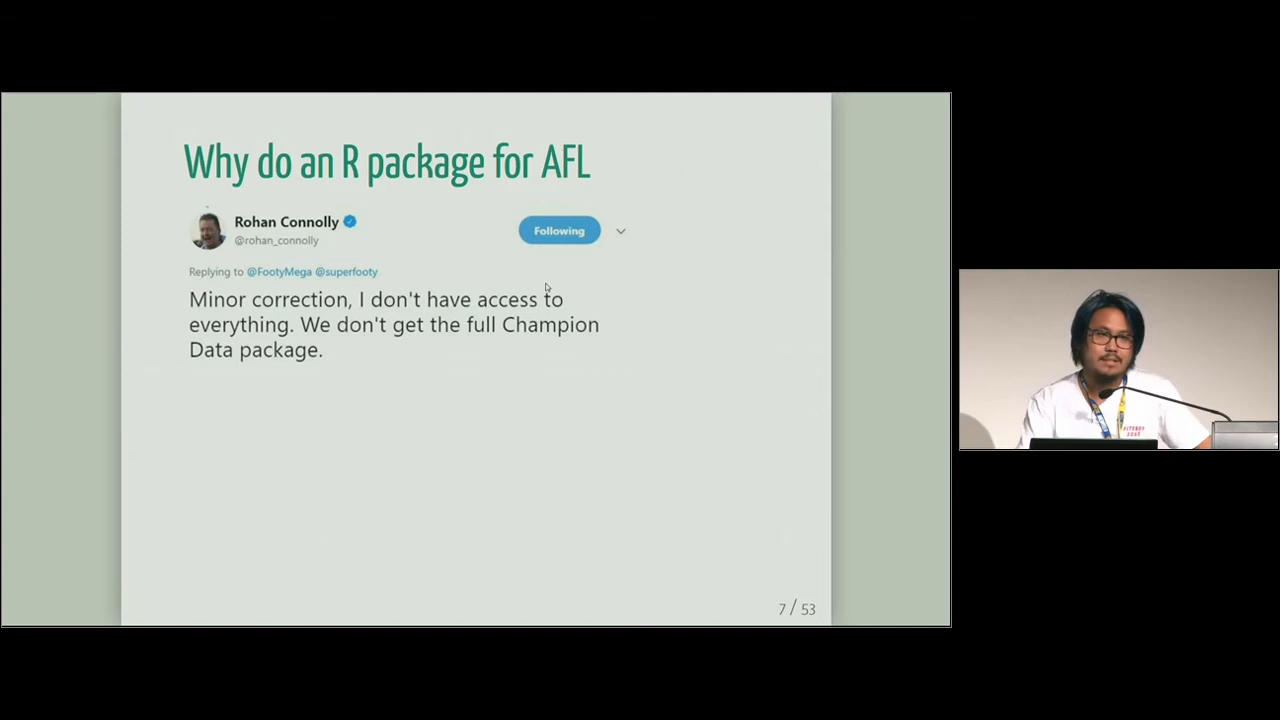 Why do an R package for AFL
Rohan Connolly
@rohan_connolly
Following
Replying to @FootyMega @superfooty
Minor correction, I don't have access to
everything. We don't get the full Champion
Data package.
7 / 53